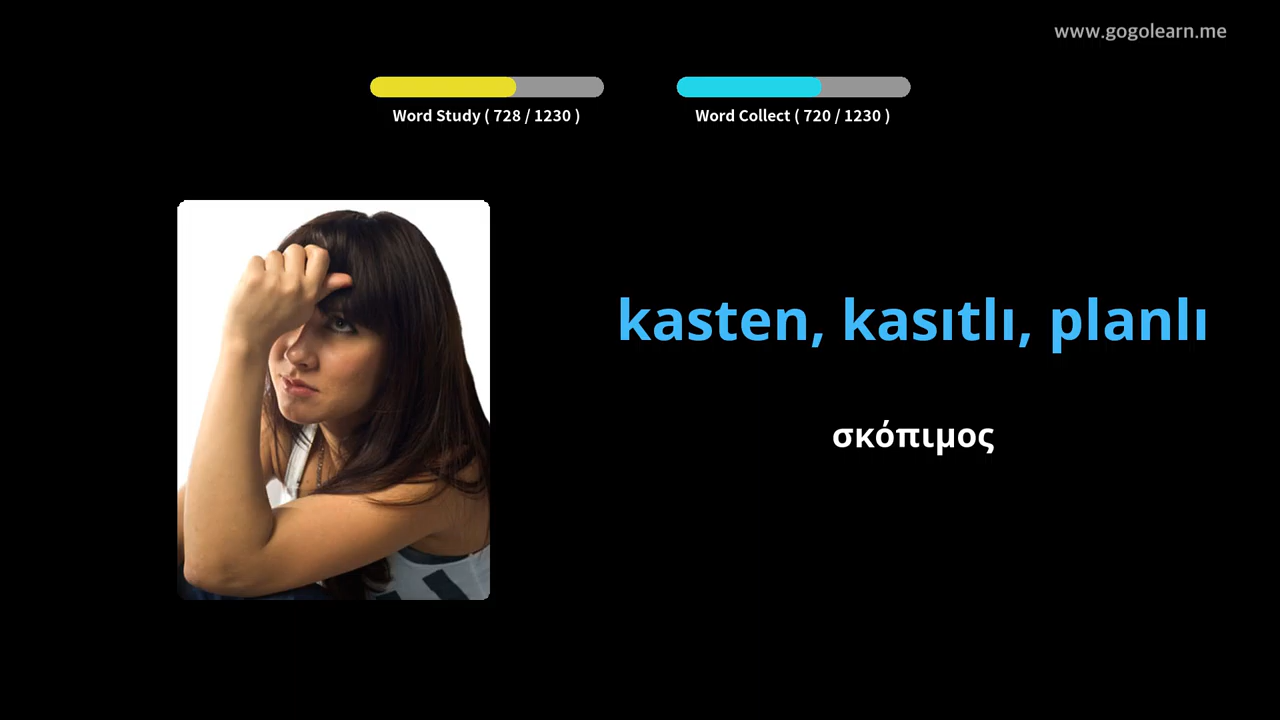 www.gogolearn.me
Word Study ( 728 / 1230 )
Word Collect ( 720 / 1230 )
kasten, kasıtlı, planlı
σκόπιμος